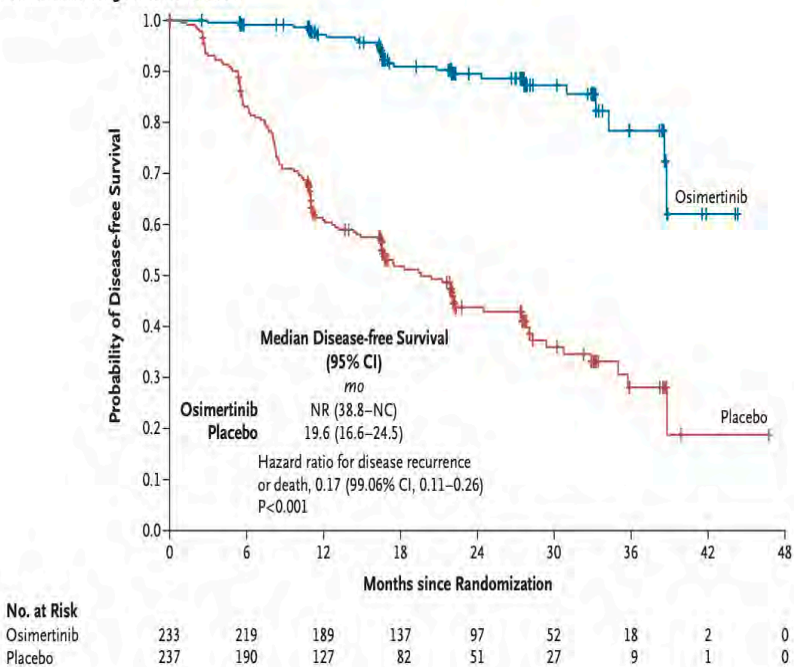 1.0
0.9
0.8
0.7
0.6
0.5
0.4
0.3
0.2
0.1
0.0
Probability of Disease-free Survival
Osimertinib
Placebo
Median Disease-free Survival
(95% CI)
mo
Osimertinib NR (38.8–NC)
Placebo 19.6 (16.6–24.5)
Hazard ratio for disease recurrence
or death, 0.17 (99.06% CI, 0.11–0.26)
P<0.001
0 6 12 18 24 30 36 42 48
Months since Randomization
No. at Risk
Osimertinib 233 219 189 137 97 52 18 2 0
Placebo 237 190 127 82 51 27 9 1 0